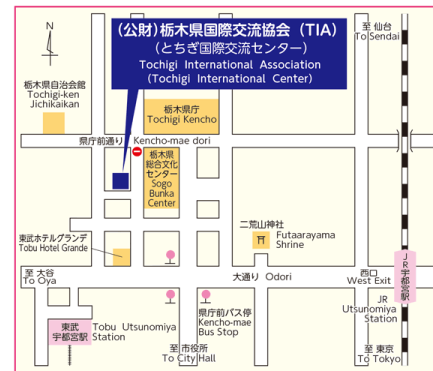 (公財)栃木県国際交流協会(TIA)
(とちぎ国際交流センター)
Tochigi International Association
(Tochigi International Center)
至 仙台
To Sendai
N
栃木県自治会館
Tochigi-ken
Jichikaikan
栃木県庁
Tochigi Kencho
県庁前通り Kencho-mae dori
栃木県
総合文化
センター
Sogo
Bunka
Center
二荒山神社
Futaarayama
Shrine
東武ホテルグランデ
Tobu Hotel Grande
至 大谷
To Oya
大通り Odori
西口
West Exit
JR宇都宮駅
JR
Utsunomiya
Station
県庁前バス停
Kencho-mae
Bus Stop
東武
宇都宮駅
Tobu Utsunomiya
Station
至 市役所
To City Hall
至 東京
To Tokyo